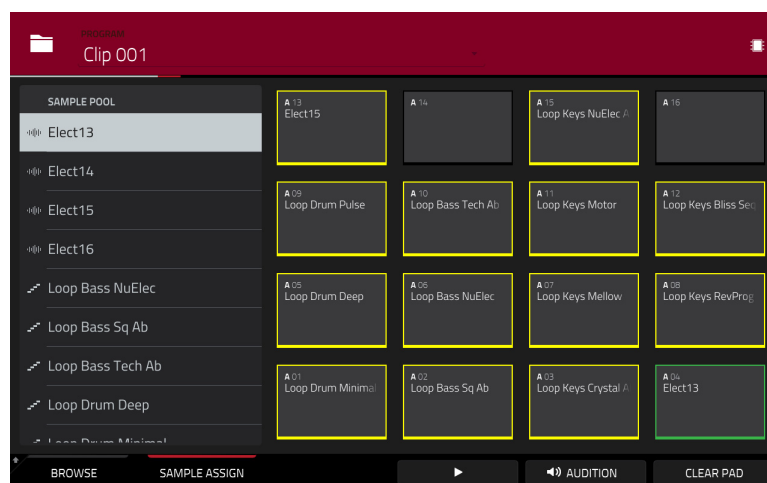 PROGRAM
Clip 001
SAMPLE POOL
Elect13
Elect14
Elect15
Elect16
Loop Bass NuElec
Loop Bass Sq Ab
Loop Bass Tech Ab
Loop Drum Deep
Loop Drum Minimal
A 13
Elect15
A 14
A 15
Loop Keys NuElec A
A 16
A 09
Loop Drum Pulse
A 10
Loop Bass Tech Ab
A 11
Loop Keys Motor
A 12
Loop Keys Bliss Seq
A 05
Loop Drum Deep
A 06
Loop Bass NuElec
A 07
Loop Keys Mellow
A 08
Loop Keys RevProg
A 01
Loop Drum Minimal
A 02
Loop Bass Sq Ab
A 03
Loop Keys Crystal A
A 04
Elect13
BROWSE
SAMPLE ASSIGN
AUDITION
CLEAR PAD